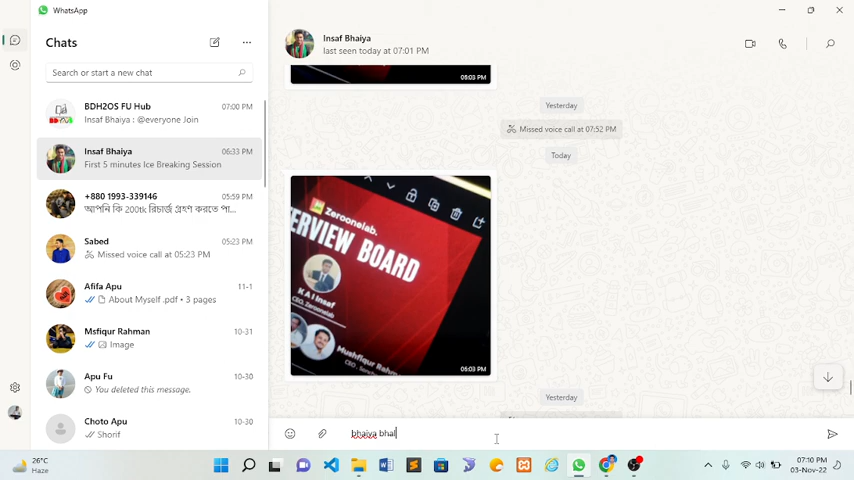 WhatsApp
Chats
Search or start a new chat
BDH2OS FU Hub 07:00 PM
Insaf Bhaiya : @everyone Join
Insaf Bhaiya 06:33 PM
First 5 minutes Ice Breaking Session
+880 1993-339146 05:59 PM
আপনি কি 200tk রিচার্জ গ্রহণ করতে পা...
Sabed 05:23 PM
Missed voice call at 05:23 PM
Afifa Apu 11-1
About Myself .pdf • 3 pages
Msfiqur Rahman 10-31
Image
Apu Fu 10-30
You deleted this message.
Choto Apu 10-30
Shorif
Insaf Bhaiya
last seen today at 07:01 PM
06:03 PM
Yesterday
Missed voice call at 07:52 PM
Today
Zeroonelab.
ERVIEW BOARD
K A I Insaf
CEO, Zeroonelab.
Mushfiqur Rahm
06:03 PM
Yesterday
bhaiya bhal
26°C
Haze
07:10 PM
03-Nov-22